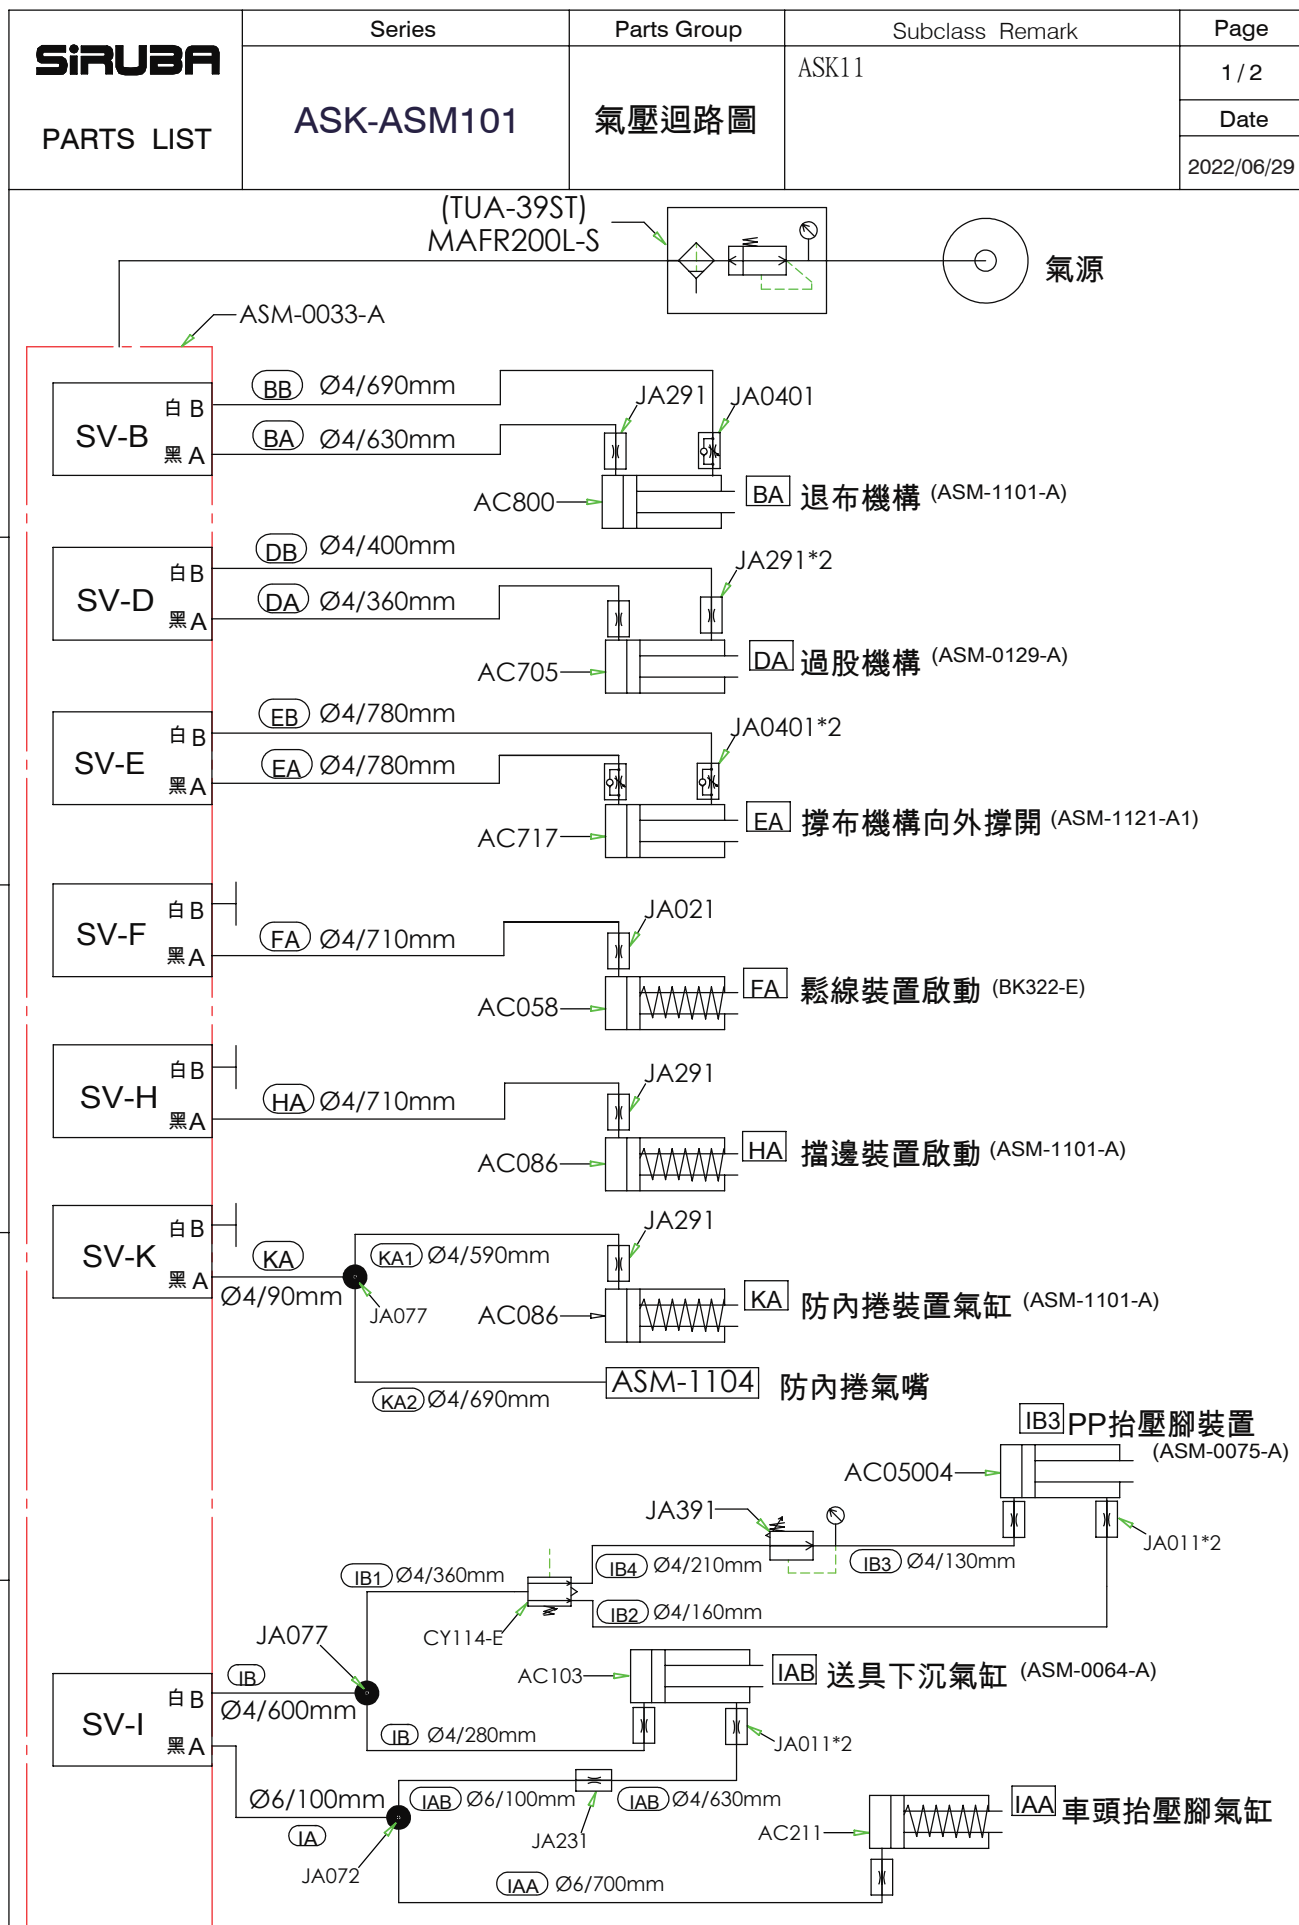 SiRUBA
PARTS LIST
Series
ASK-ASM101
Parts Group
氣壓迴路圖
Subclass Remark
ASK11
Page
1/2
Date
2022/06/29
(TUA-39ST)
MAFR200L-S
氣源
ASM-0033-A
SV-B
白 B
黑 A
BB Ø4/690mm
BA Ø4/630mm
JA291
JA0401
AC800
BA 退布機構 (ASM-1101-A)
SV-D
白 B
黑 A
DB Ø4/400mm
DA Ø4/360mm
JA291*2
AC705
DA 過股機構 (ASM-0129-A)
SV-E
白 B
黑 A
EB Ø4/780mm
EA Ø4/780mm
JA0401*2
AC717
EA 撐布機構向外撐開 (ASM-1121-A1)
SV-F
白 B
黑 A
FA Ø4/710mm
JA021
AC058
FA 鬆線裝置啟動 (BK322-E)
SV-H
白 B
黑 A
HA Ø4/710mm
JA291
AC086
HA 擋邊裝置啟動 (ASM-1101-A)
SV-K
白 B
黑 A
KA
Ø4/90mm
JA077
KA1 Ø4/590mm
JA291
AC086
KA 防內捲裝置氣缸 (ASM-1101-A)
KA2 Ø4/690mm
ASM-1104 防內捲氣嘴
IB3 PP抬壓腳裝置
(ASM-0075-A)
AC05004
JA391
JA011*2
IB1 Ø4/360mm
IB4 Ø4/210mm
IB3 Ø4/130mm
IB2 Ø4/160mm
CY114-E
JA077
SV-I
白 B
黑 A
IB
Ø4/600mm
AC103
IAB 送具下沉氣缸 (ASM-0064-A)
IB Ø4/280mm
JA011*2
Ø6/100mm
IA
JA072
IAB Ø6/100mm
IAB Ø4/630mm
JA231
AC211
IAA 車頭抬壓腳氣缸
IAA Ø6/700mm